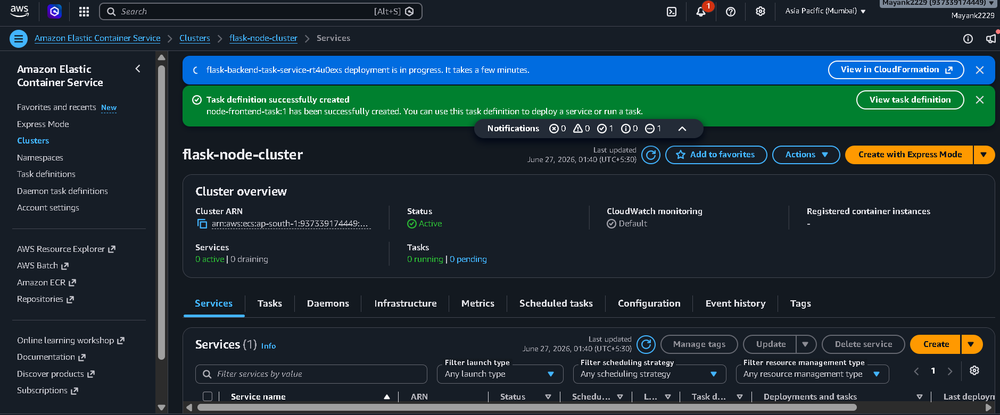 aws
Search
[Alt+S]
1
Asia Pacific (Mumbai)
Mayank2229 (937339174449)
Mayank2229
Amazon Elastic Container Service
Clusters
flask-node-cluster
Services
Amazon Elastic
Container Service
Favorites and recents New
Express Mode
Clusters
Namespaces
Task definitions
Daemon task definitions
Account settings
AWS Resource Explorer
AWS Batch
Amazon ECR
Repositories
Online learning workshop
Documentation
Discover products
Subscriptions
flask-backend-task-service-rt4u0exs deployment is in progress. It takes a few minutes.
View in CloudFormation
Task definition successfully created
node-frontend-task:1 has been successfully created. You can use this task definition to deploy a service or run a task.
View task definition
Notifications 0 0 1 0 1
flask-node-cluster
Last updated
June 27, 2026, 01:40 (UTC+5:30)
Add to favorites
Actions
Create with Express Mode
Cluster overview
Cluster ARN
arn:aws:ecs:ap-south-1:937339174449:...
Status
Active
CloudWatch monitoring
Default
Registered container instances
-
Services
0 active | 0 draining
Tasks
0 running | 0 pending
Services
Tasks
Daemons
Infrastructure
Metrics
Scheduled tasks
Configuration
Event history
Tags
Services (1) Info
Last updated
June 27, 2026, 01:40 (UTC+5:30)
Manage tags
Update
Delete service
Create
Filter services by value
Filter launch type
Any launch type
Filter scheduling strategy
Any scheduling strategy
Filter resource management type
Any resource management type
1
Service name
ARN
Status
Schedu...
L...
Task d...
Deployments and tasks
Last deploym